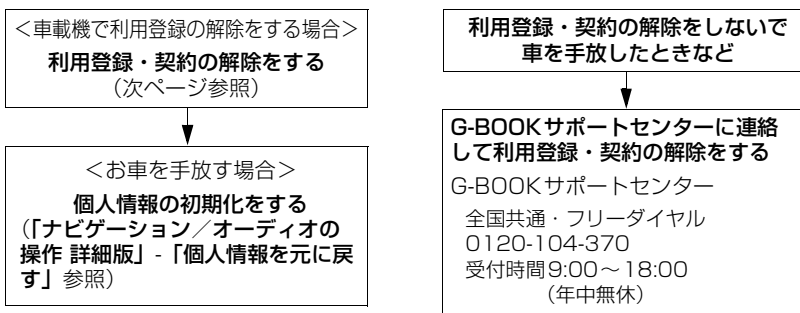 ＜車載機で利用登録の解除をする場合＞
利用登録・契約の解除をする
（次ページ参照）
＜お車を手放す場合＞
個人情報の初期化をする
（「ナビゲーション／オーディオの
操作 詳細版」-「個人情報を元に戻
す」参照）
利用登録・契約の解除をしないで
車を手放したときなど
G-BOOKサポートセンターに連絡
して利用登録・契約の解除をする
G-BOOKサポートセンター
全国共通・フリーダイヤル
0120-104-370
受付時間9:00～18:00
（年中無休）